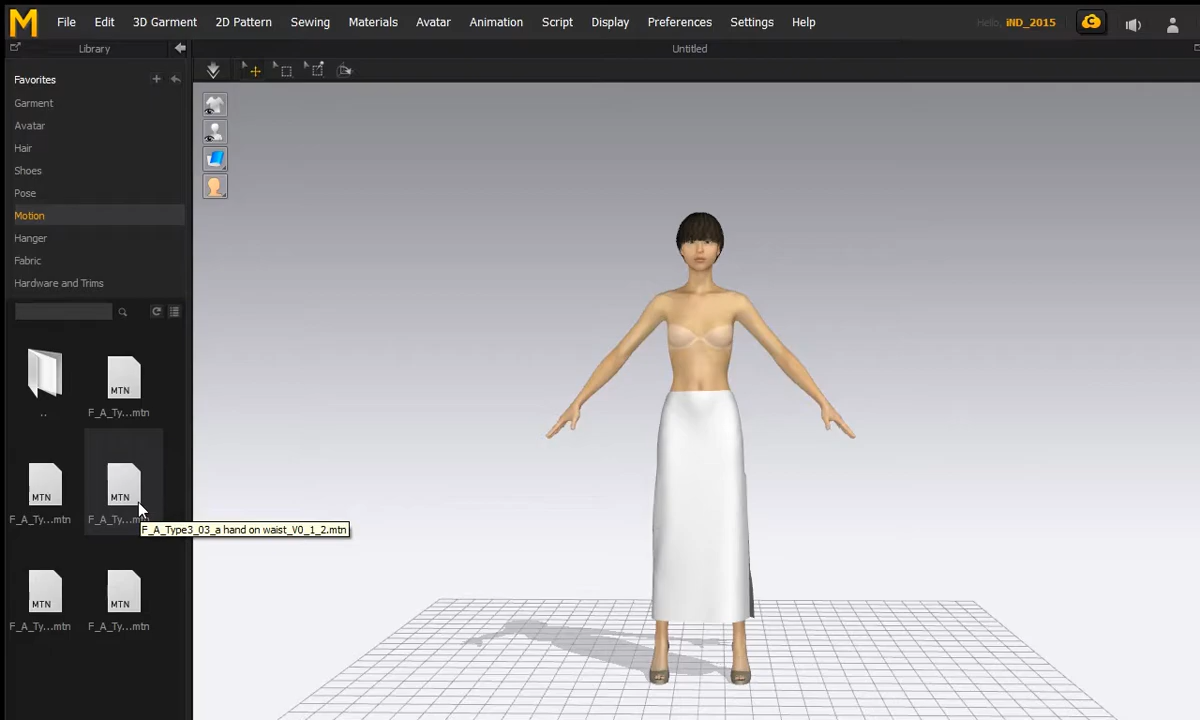 M File Edit 3D Garment 2D Pattern Sewing Materials Avatar Animation Script Display Preferences Settings Help Hello, iND_2015 C
Library Untitled
Favorites
Garment
Avatar
Hair
Shoes
Pose
Motion
Hanger
Fabric
Hardware and Trims
MTN
.. F_A_Ty...mtn
MTN MTN
F_A_Ty...mtn F_A_Ty...mtn
F_A_Type3_03_a hand on waist_V0_1_2.mtn
MTN MTN
F_A_Ty...mtn F_A_Ty...mtn